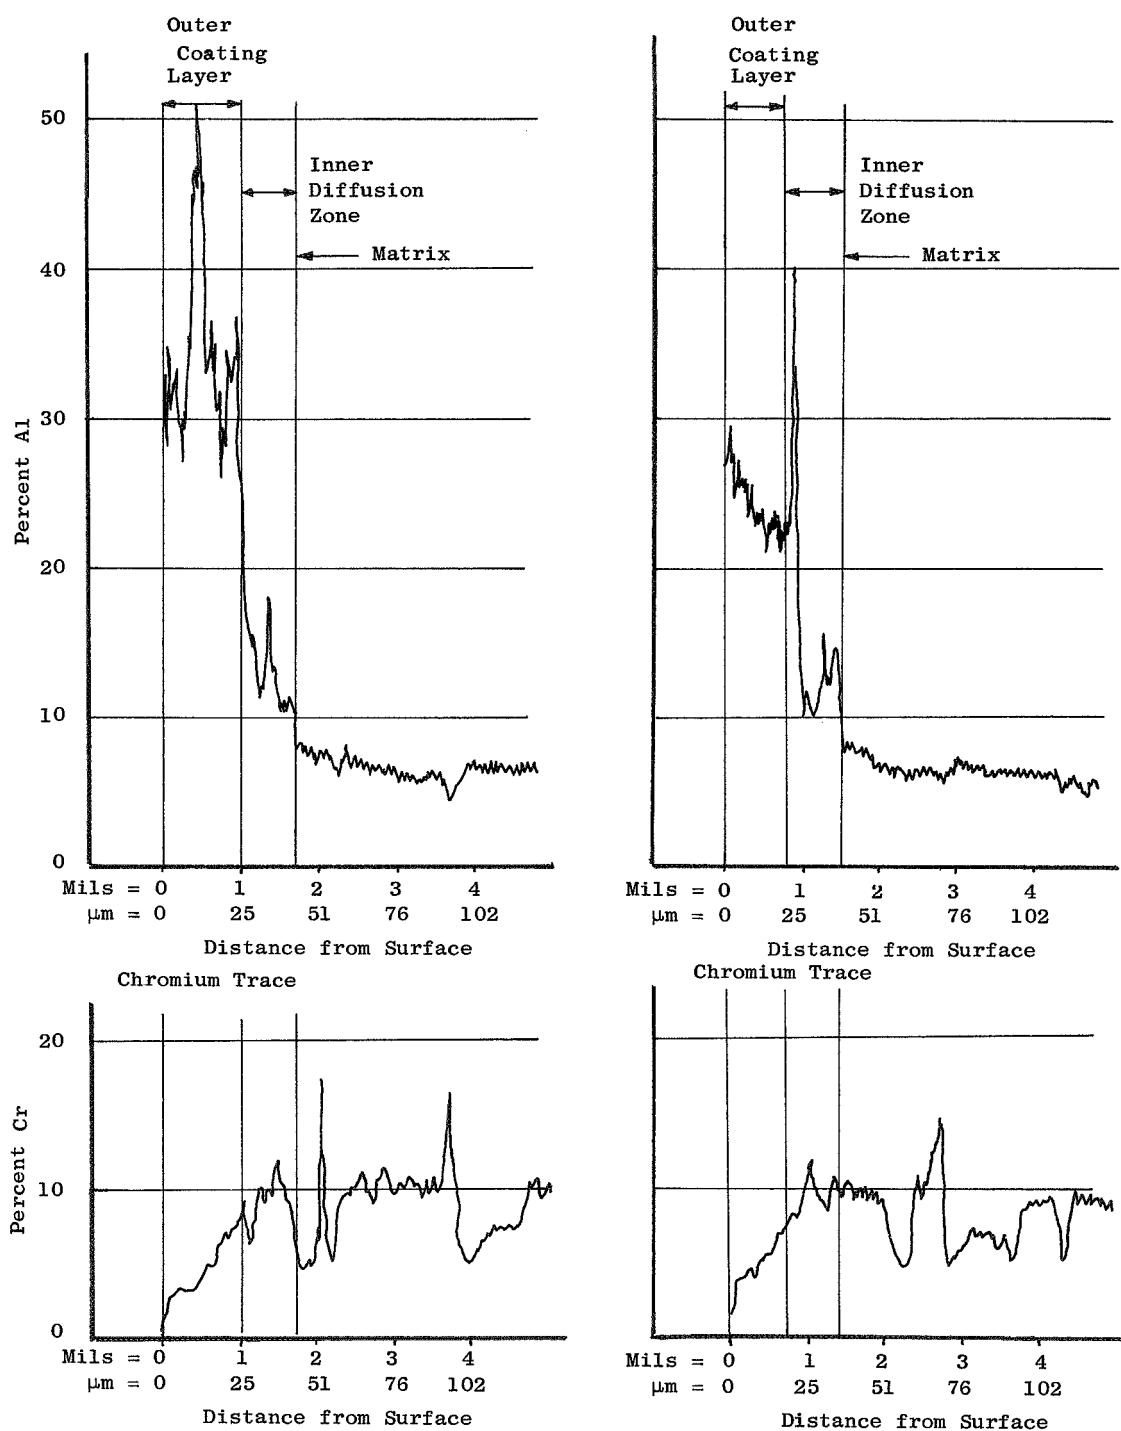 Outer
Coating
Layer
50
Inner
Diffusion
Zone
Matrix
40
30
Percent Al
20
10
0
Mils = 0 1 2 3 4
μm = 0 25 51 76 102
Distance from Surface
Outer
Coating
Layer
Inner
Diffusion
Zone
Matrix
1 2 3 4
μm = 0 25 51 76 102
Distance from Surface
Chromium Trace
20
Percent Cr
10
0
Mils = 0 1 2 3 4
μm = 0 25 51 76 102
Distance from Surface
Chromium Trace
Mils = 0 1 2 3 4
μm = 0 25 51 76 102
Distance from Surface